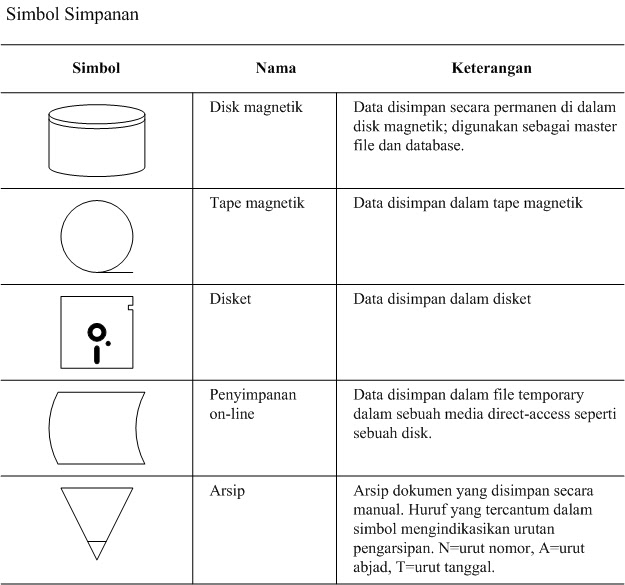 Simbol Simpanan
Simbol Nama Keterangan
Disk magnetik
Data disimpan secara permanen di dalam
disk magnetik; digunakan sebagai master
file dan database.
Tape magnetik
Data disimpan dalam tape magnetik
Disket
Data disimpan dalam disket
Penyimpanan
on-line
Data disimpan dalam file temporary
dalam sebuah media direct-access seperti
sebuah disk.
Arsip
Arsip dokumen yang disimpan secara
manual. Huruf yang tercantum dalam
simbol mengindikasikan urutan
pengarsipan. N=urut nomor, A=urut
abjad, T=urut tanggal.